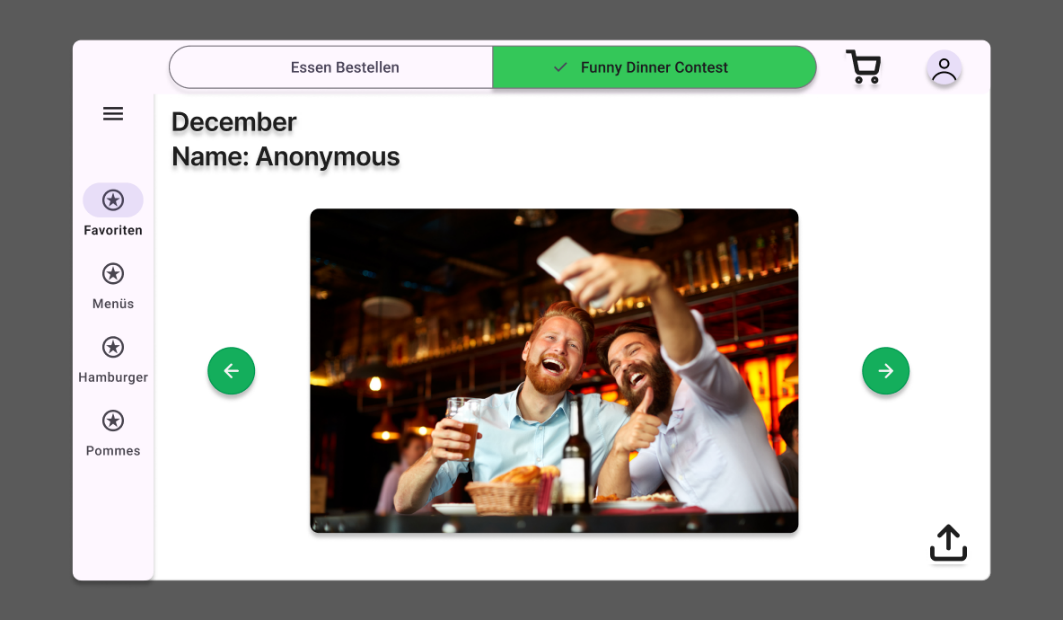 Essen Bestellen
Funny Dinner Contest
December
Name: Anonymous
Favoriten
Menüs
Hamburger
Pommes